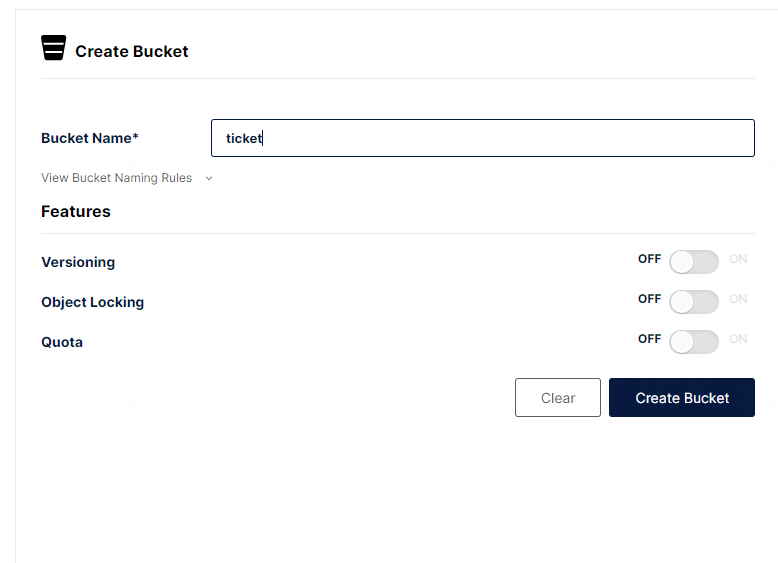 Create Bucket
Bucket Name* ticket
View Bucket Naming Rules
Features
Versioning OFF ON
Object Locking OFF ON
Quota OFF ON
Clear Create Bucket